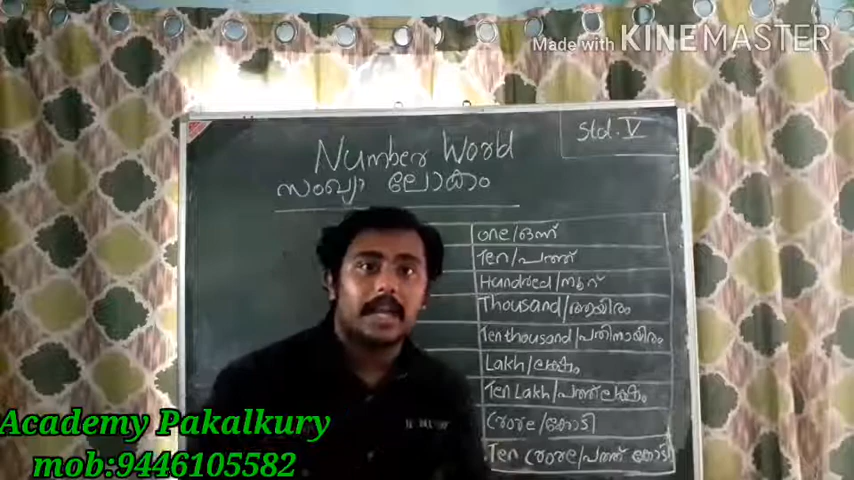 Made with KINEMASTER
Number World
Std. V
സംഖ്യാ ലോകം
one/ഒന്ന്
Ten/പത്ത്
Hundred/നൂറ്
Thousand/ആയിരം
Ten thousand/പതിനായിരം
Lakh/ലക്ഷം
Ten Lakh/പത്ത് ലക്ഷം
Crore/കോടി
Ten Crore/പത്ത് കോടി
Academy Pakalkury
mob:9446105582